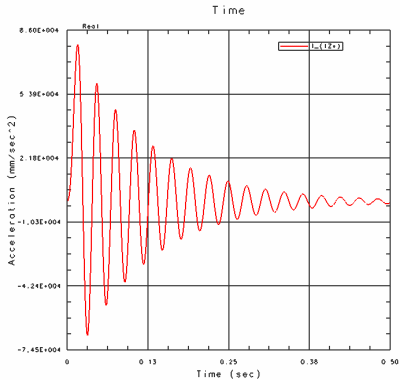 Time
Real
8.60E+004
5.39E+004
2.18E+004
-1.03E+004
-4.24E+004
-7.45E+004
Acceleration (mm/sec^2)
0 0.13 0.25 0.38 0.50
Time (sec)